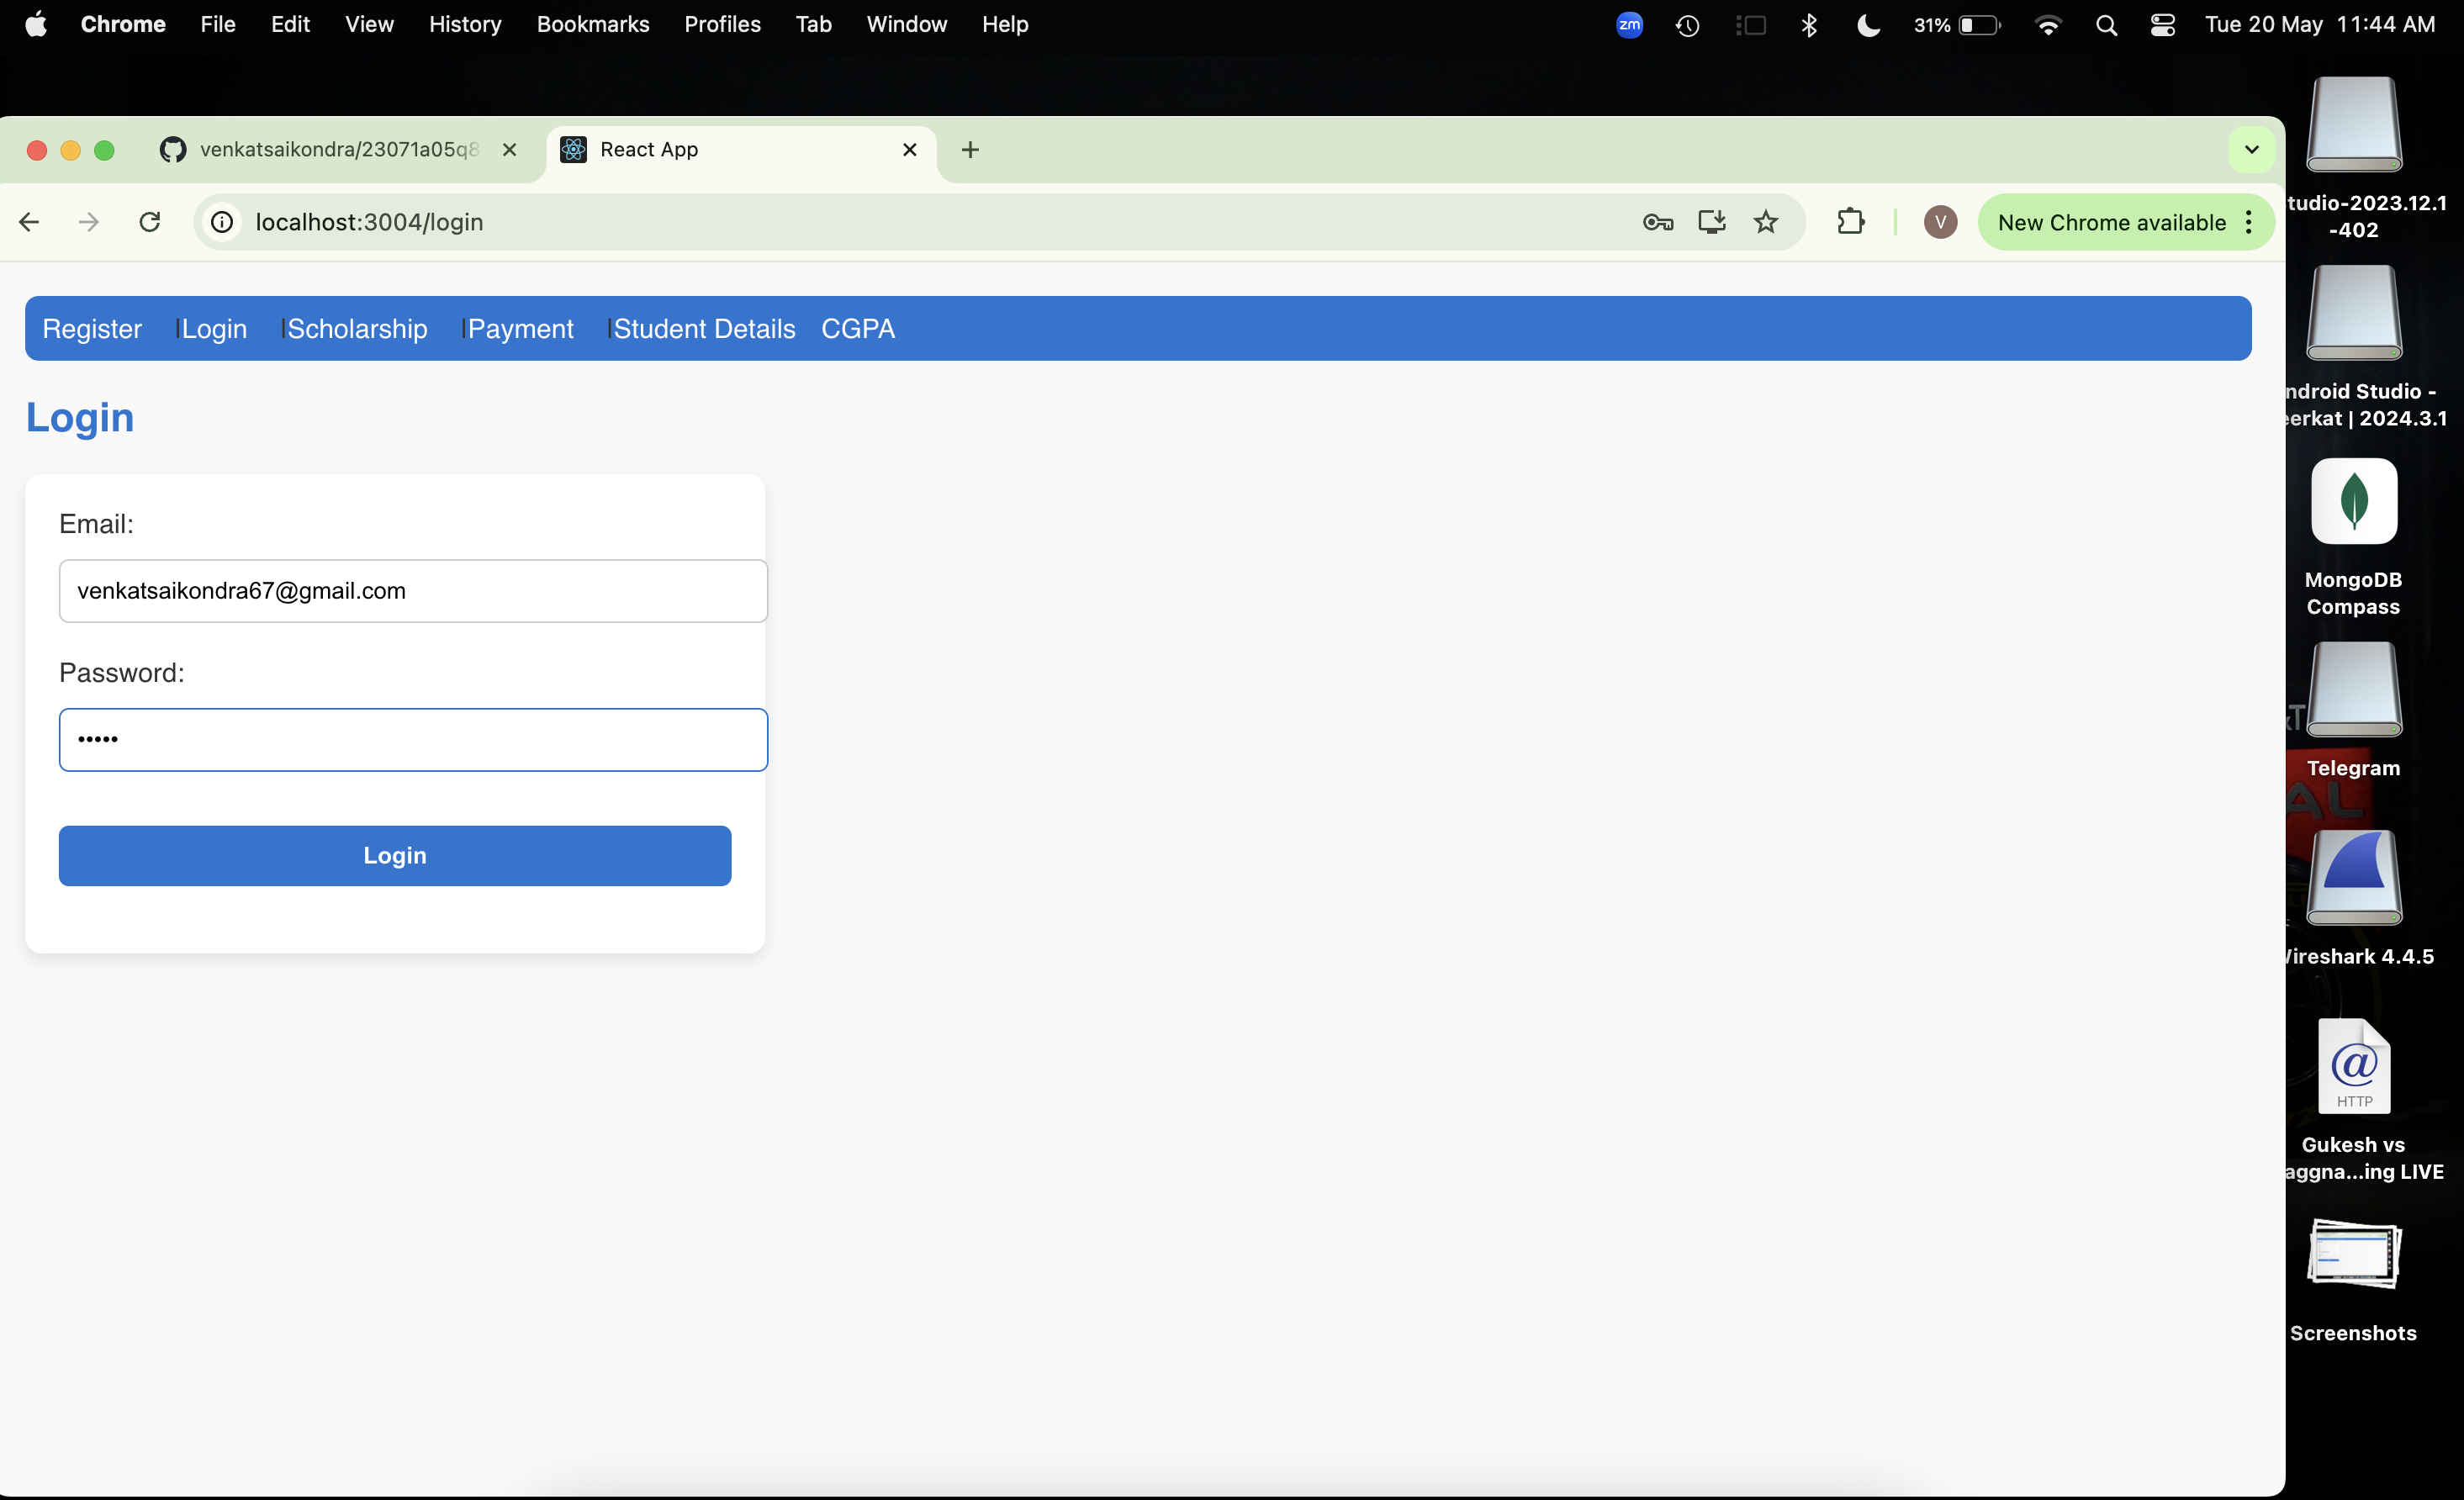 Chrome File Edit View History Bookmarks Profiles Tab Window Help zm 31% Tue 20 May 11:44 AM
venkatsaikondra/23071a05q8 React App
localhost:3004/login V New Chrome available
Register |Login |Scholarship |Payment |Student Details CGPA
Login
Email:
venkatsaikondra67@gmail.com
Password:
•••••
Login
tudio-2023.12.1
-402
ndroid Studio -
eerkat | 2024.3.1
MongoDB
Compass
Telegram
AL
ireshark 4.4.5
@
HTTP
Gukesh vs
aggna...ing LIVE
Screenshots